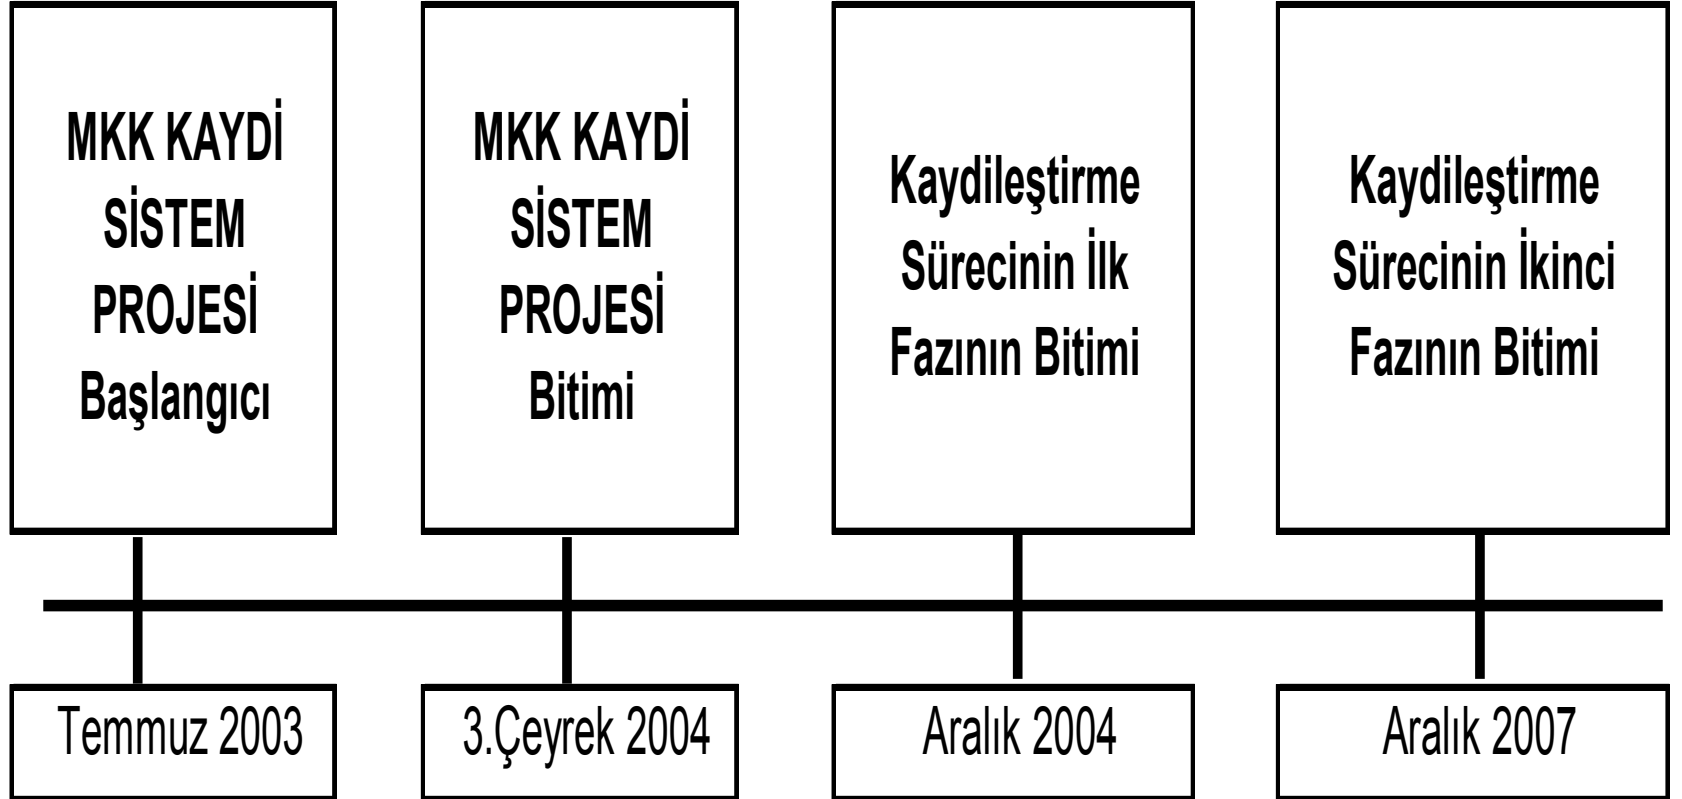 MKK KAYDİ
SİSTEM
PROJESİ
Başlangıcı
MKK KAYDİ
SİSTEM
PROJESİ
Bitimi
Kaydileştirme
Sürecinin İlk
Fazının Bitimi
Kaydileştirme
Sürecinin İkinci
Fazının Bitimi
Temmuz 2003
3.Çeyrek 2004
Aralık 2004
Aralık 2007